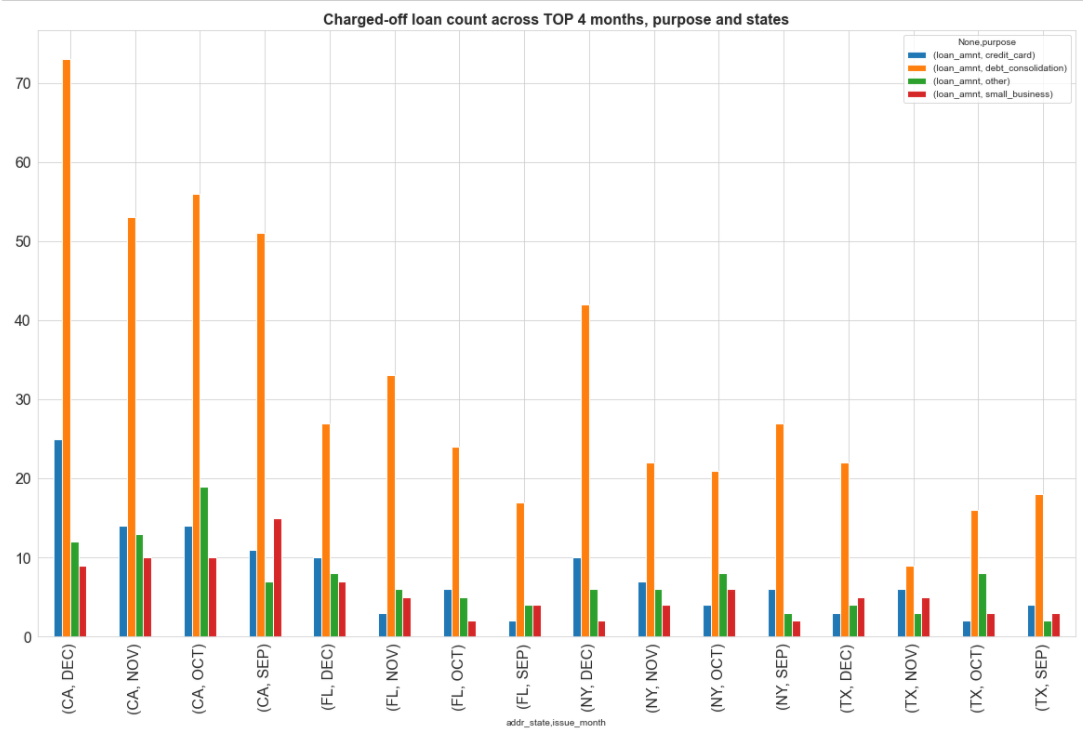 Charged-off loan count across TOP 4 months, purpose and states
None,purpose
(loan_amnt, credit_card)
(loan_amnt, debt_consolidation)
(loan_amnt, other)
(loan_amnt, small_business)
70
60
50
40
30
20
10
0
(CA, DEC)
(CA, NOV)
(CA, OCT)
(CA, SEP)
(FL, DEC)
(FL, NOV)
(FL, OCT)
(FL, SEP)
(NY, DEC)
(NY, NOV)
(NY, OCT)
(NY, SEP)
(TX, DEC)
(TX, NOV)
(TX, OCT)
(TX, SEP)
addr_state,issue_month